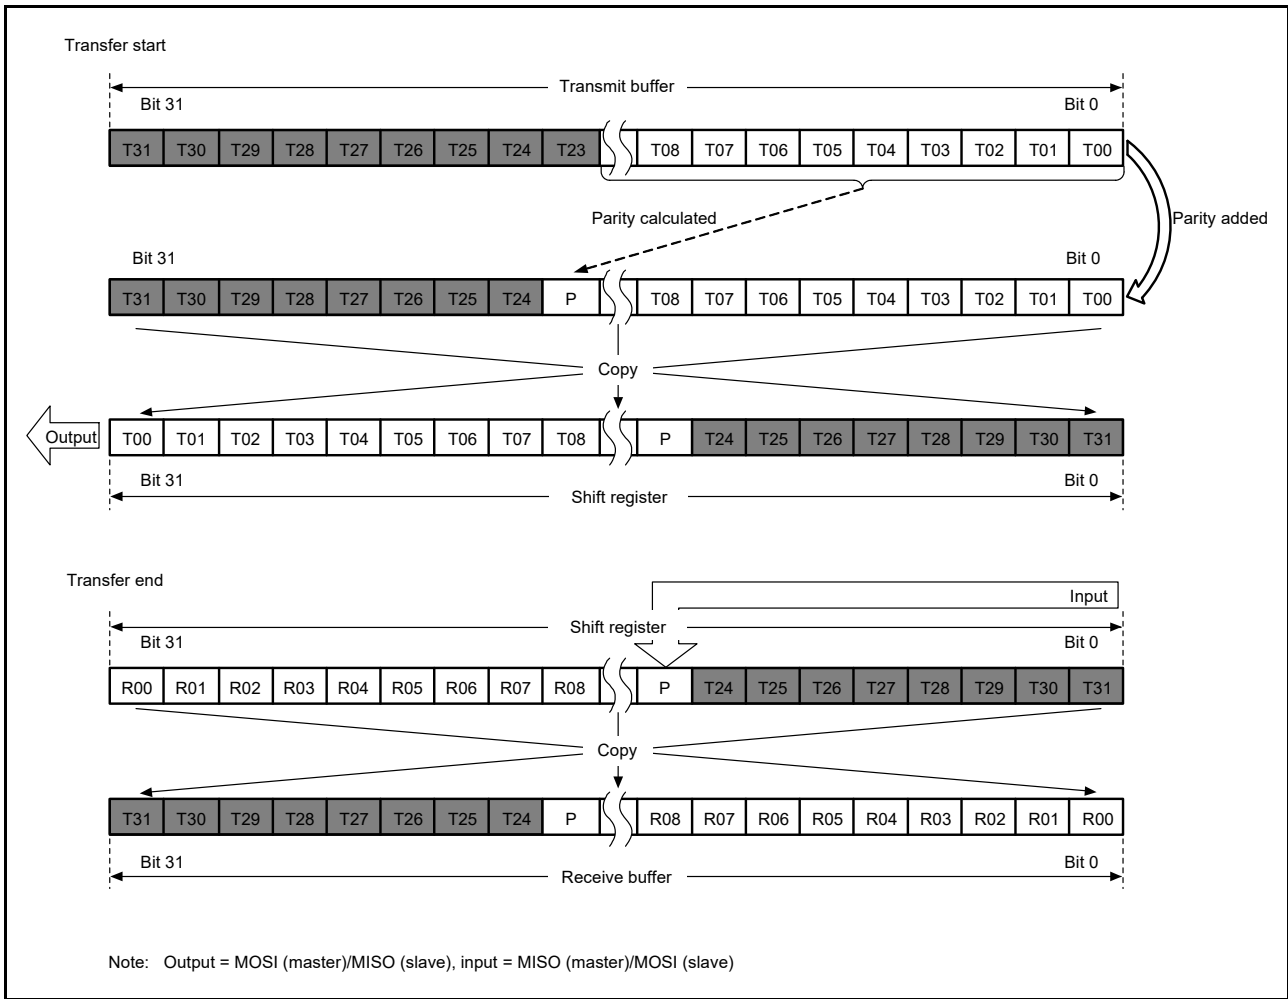 Transfer start
Transmit buffer
Bit 31 Bit 0
T31 T30 T29 T28 T27 T26 T25 T24 T23 T08 T07 T06 T05 T04 T03 T02 T01 T00
Parity calculated Parity added
Bit 31 Bit 0
T31 T30 T29 T28 T27 T26 T25 T24 P T08 T07 T06 T05 T04 T03 T02 T01 T00
Copy
Output T00 T01 T02 T03 T04 T05 T06 T07 T08 P T24 T25 T26 T27 T28 T29 T30 T31
Bit 31 Bit 0
Shift register
Transfer end
Input
Shift register
Bit 31 Bit 0
R00 R01 R02 R03 R04 R05 R06 R07 R08 P T24 T25 T26 T27 T28 T29 T30 T31
Copy
T31 T30 T29 T28 T27 T26 T25 T24 P R08 R07 R06 R05 R04 R03 R02 R01 R00
Bit 31 Bit 0
Receive buffer
Note: Output = MOSI (master)/MISO (slave), input = MISO (master)/MOSI (slave)